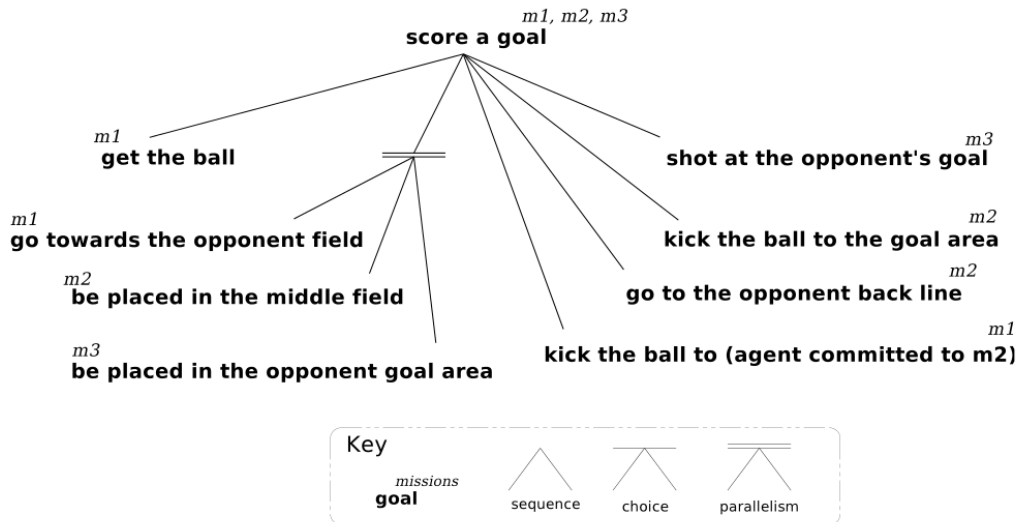 m1, m2, m3
score a goal
m1
get the ball
m3
shot at the opponent's goal
m1
go towards the opponent field
m2
kick the ball to the goal area
m2
be placed in the middle field
m2
go to the opponent back line
m1
kick the ball to (agent committed to m2)
m3
be placed in the opponent goal area
Key
missions
goal
sequence
choice
parallelism